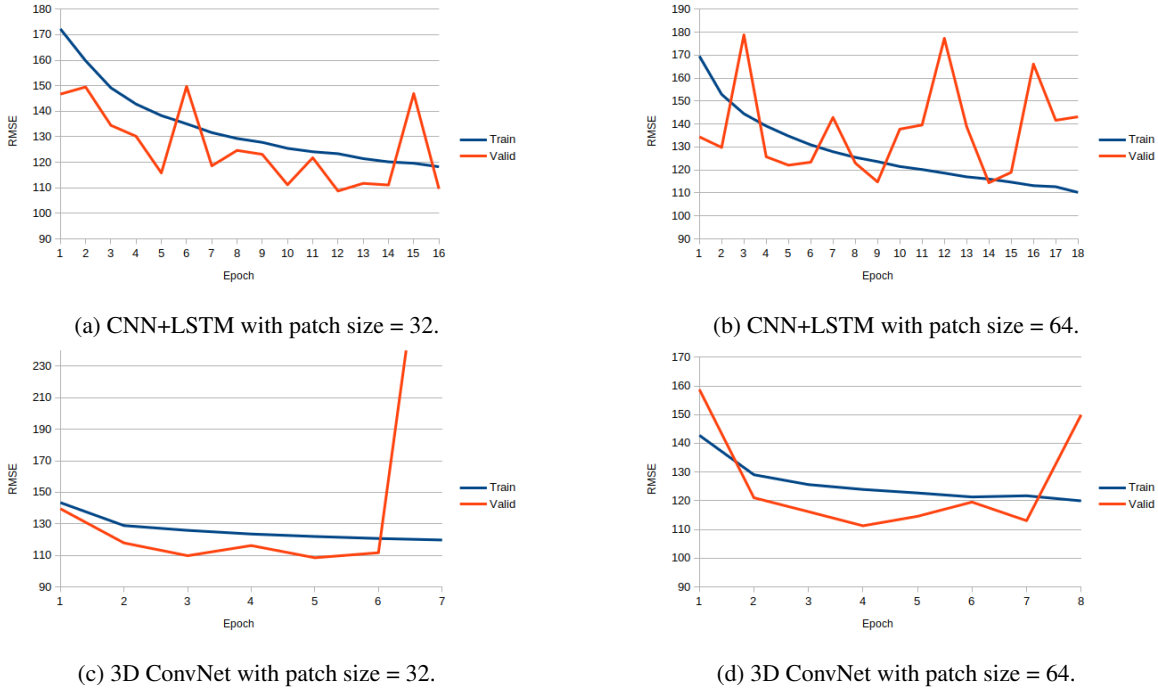 180
170
160
150
140
130
120
110
100
90
RMSE
1 2 3 4 5 6 7 8 9 10 11 12 13 14 15 16
Epoch
Train
Valid
(a) CNN+LSTM with patch size = 32.
190
180
170
160
150
140
130
120
110
100
90
RMSE
1 2 3 4 5 6 7 8 9 10 11 12 13 14 15 16 17 18
Epoch
Train
Valid
(b) CNN+LSTM with patch size = 64.
230
210
190
170
150
130
110
90
RMSE
1 2 3 4 5 6 7
Epoch
Train
Valid
(c) 3D ConvNet with patch size = 32.
170
160
150
140
130
120
110
100
90
RMSE
1 2 3 4 5 6 7 8
Epoch
Train
Valid
(d) 3D ConvNet with patch size = 64.